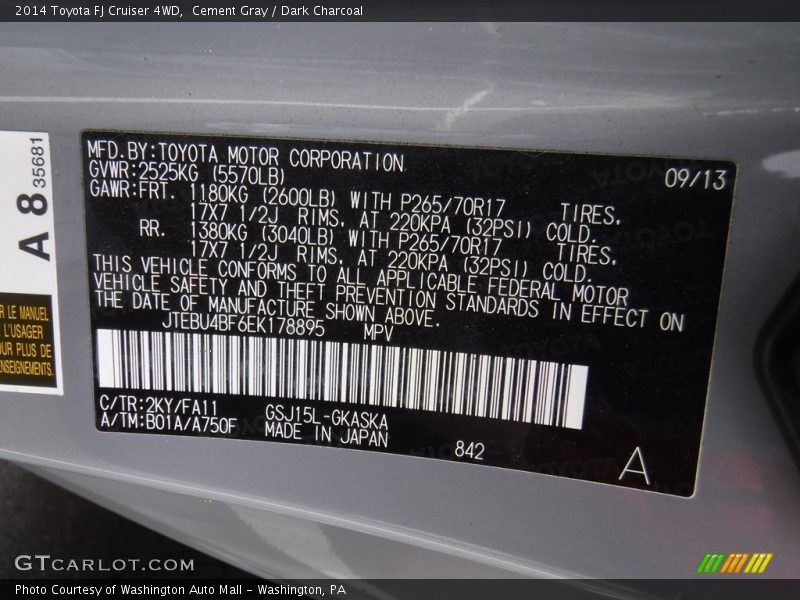 2014 Toyota FJ Cruiser 4WD,  Cement Gray / Dark Charcoal
A 8 35681
R LE MANUEL
L'USAGER
UR PLUS DE
NSEIGNEMENTS.
MFD.BY:TOYOTA MOTOR CORPORATION 09/13
GVWR:2525KG (5570LB)
GAWR:FRT. 1180KG (2600LB) WITH P265/70R17 TIRES,
17X7 1/2J RIMS, AT 220KPA (32PSI) COLD.
RR. 1380KG (3040LB) WITH P265/70R17 TIRES,
17X7 1/2J RIMS, AT 220KPA (32PSI) COLD.
THIS VEHICLE CONFORMS TO ALL APPLICABLE FEDERAL MOTOR
VEHICLE SAFETY AND THEFT PREVENTION STANDARDS IN EFFECT ON
THE DATE OF MANUFACTURE SHOWN ABOVE.
JTEBU4BF6EK178895 MPV
C/TR:2KY/FA11 GSJ15L-GKASKA
A/TM:B01A/A750F MADE IN JAPAN 842 A
GTCARLOT.COM
Photo Courtesy of Washington Auto Mall - Washington, PA